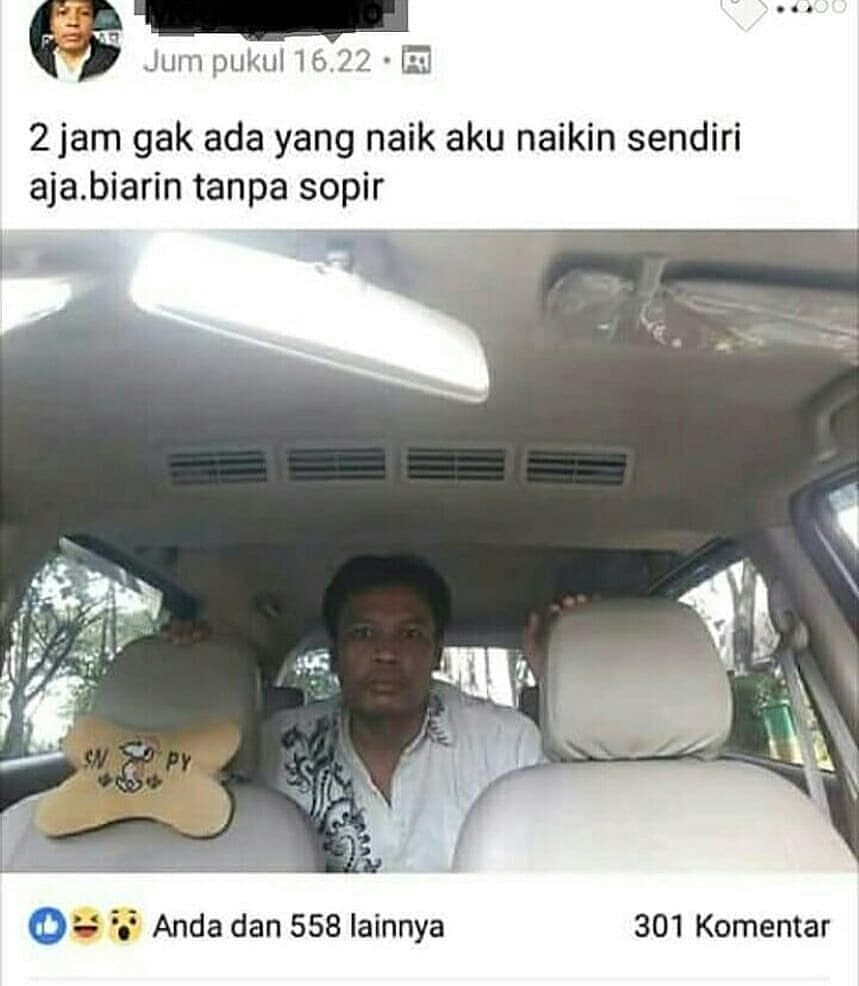 Jum pukul 16.22 •
2 jam gak ada yang naik aku naikin sendiri
aja.biarin tanpa sopir
SN PY
Anda dan 558 lainnya
301 Komentar